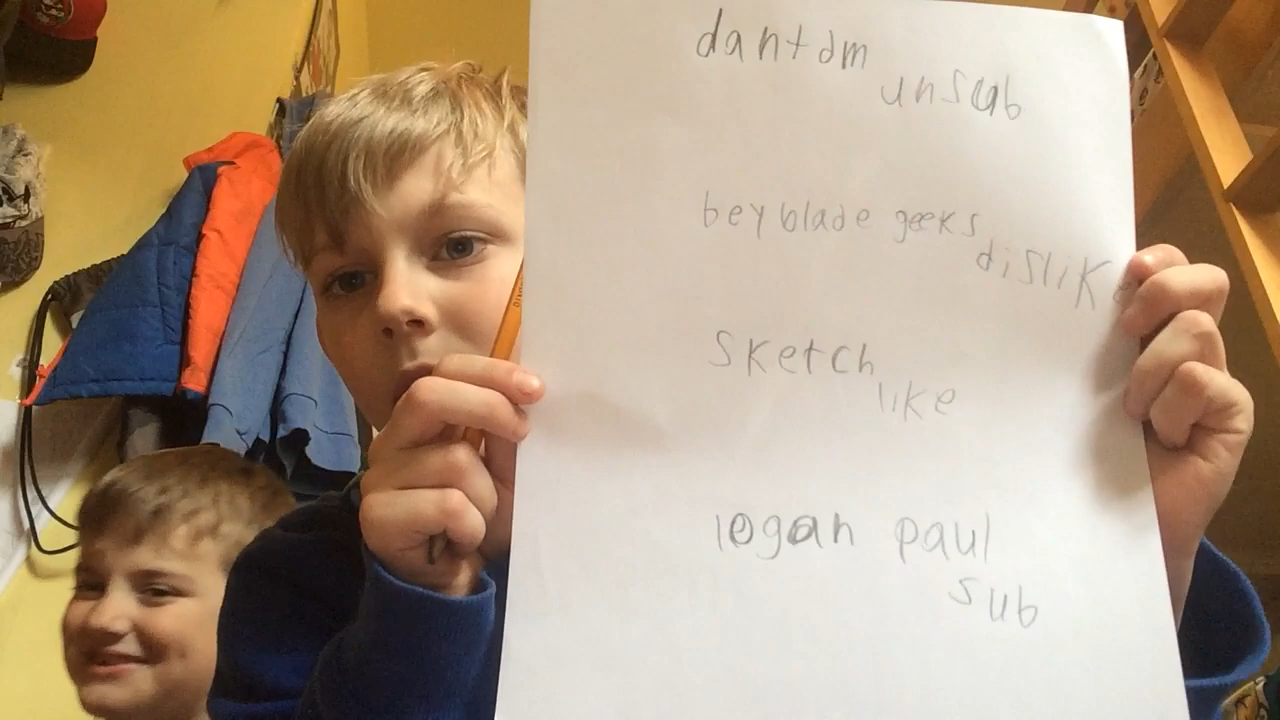 dantdm
unsub
beyblade geeks
dislike
sketch
like
logan paul
sub